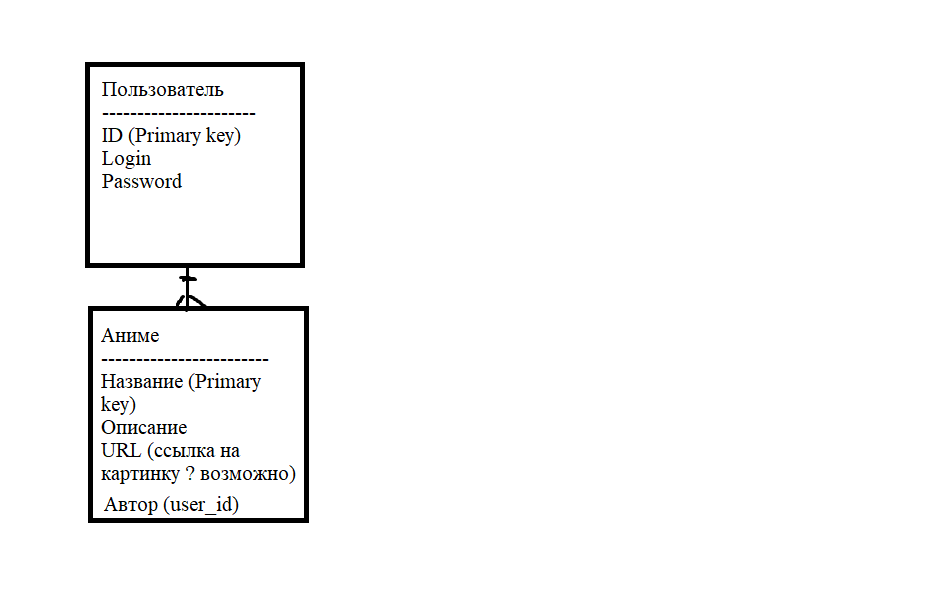 Пользователь
----------------------
ID (Primary key)
Login
Password
Аниме
------------------------
Название (Primary
key)
Описание
URL (ссылка на
картинку ? возможно)
Автор (user_id)